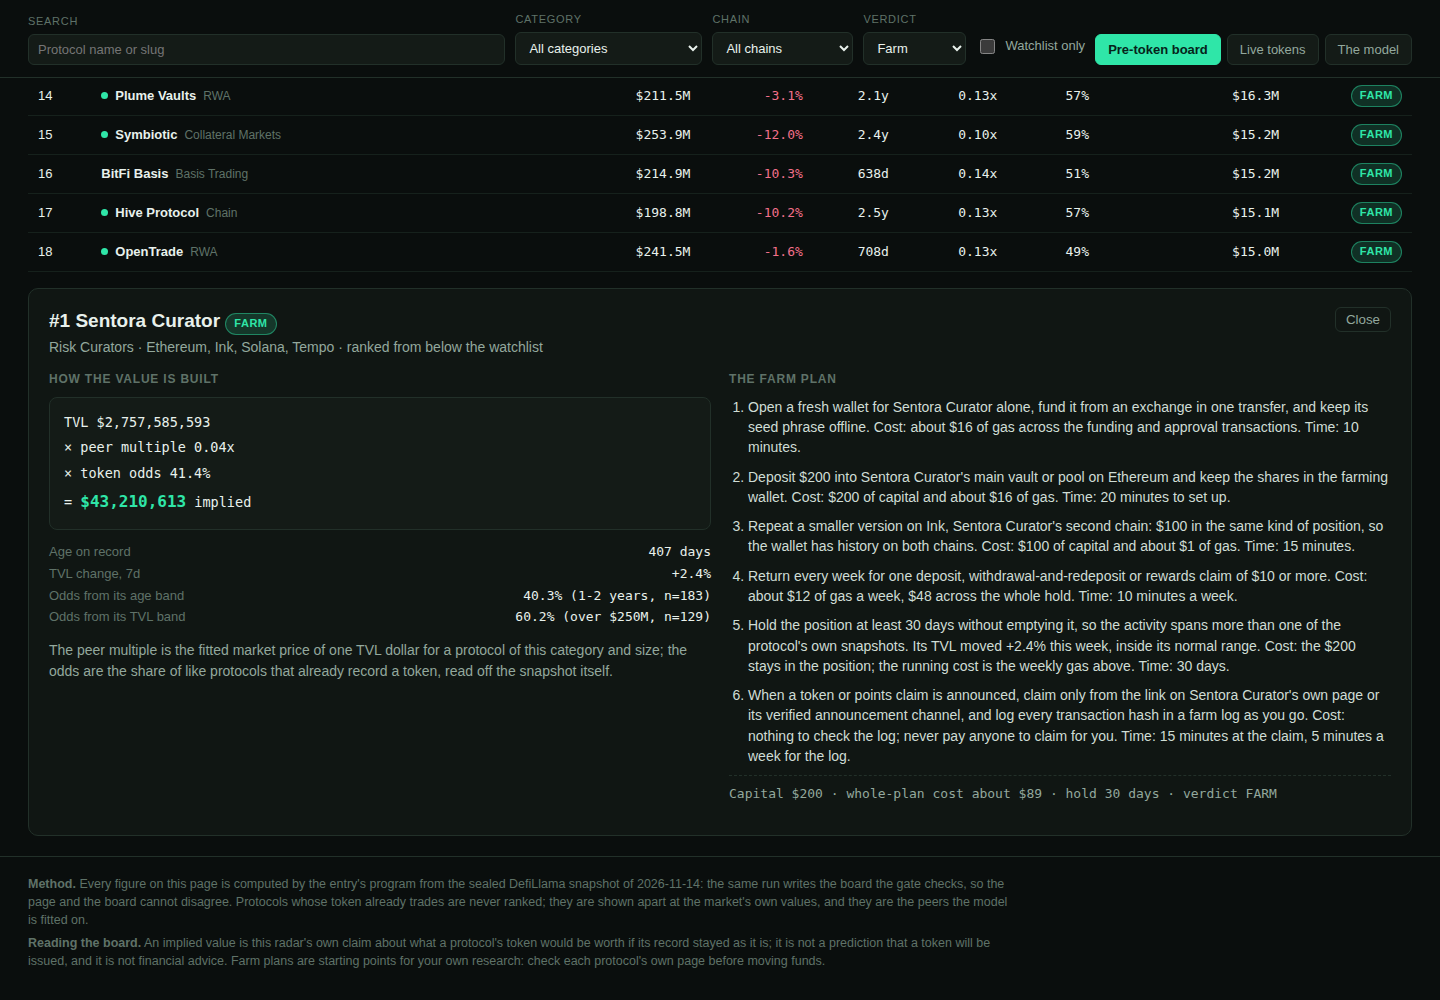 SEARCH
CATEGORY
CHAIN
VERDICT
Protocol name or slug
All categories
All chains
Farm
Watchlist only
Pre-token board
Live tokens
The model
14 Plume Vaults RWA $211.5M -3.1% 2.1y 0.13x 57% $16.3M FARM
15 Symbiotic Collateral Markets $253.9M -12.0% 2.4y 0.10x 59% $15.2M FARM
16 BitFi Basis Basis Trading $214.9M -10.3% 638d 0.14x 51% $15.2M FARM
17 Hive Protocol Chain $198.8M -10.2% 2.5y 0.13x 57% $15.1M FARM
18 OpenTrade RWA $241.5M -1.6% 708d 0.13x 49% $15.0M FARM
#1 Sentora Curator FARM
Close
Risk Curators · Ethereum, Ink, Solana, Tempo · ranked from below the watchlist
HOW THE VALUE IS BUILT
TVL $2,757,585,593
× peer multiple 0.04x
× token odds 41.4%
= $43,210,613 implied
Age on record 407 days
TVL change, 7d +2.4%
Odds from its age band 40.3% (1-2 years, n=183)
Odds from its TVL band 60.2% (over $250M, n=129)
The peer multiple is the fitted market price of one TVL dollar for a protocol of this category and size; the
odds are the share of like protocols that already record a token, read off the snapshot itself.
THE FARM PLAN
1. Open a fresh wallet for Sentora Curator alone, fund it from an exchange in one transfer, and keep its
seed phrase offline. Cost: about $16 of gas across the funding and approval transactions. Time: 10
minutes.
2. Deposit $200 into Sentora Curator's main vault or pool on Ethereum and keep the shares in the farming
wallet. Cost: $200 of capital and about $16 of gas. Time: 20 minutes to set up.
3. Repeat a smaller version on Ink, Sentora Curator's second chain: $100 in the same kind of position, so
the wallet has history on both chains. Cost: $100 of capital and about $1 of gas. Time: 15 minutes.
4. Return every week for one deposit, withdrawal-and-redeposit or rewards claim of $10 or more. Cost:
about $12 of gas a week, $48 across the whole hold. Time: 10 minutes a week.
5. Hold the position at least 30 days without emptying it, so the activity spans more than one of the
protocol's own snapshots. Its TVL moved +2.4% this week, inside its normal range. Cost: the $200
stays in the position; the running cost is the weekly gas above. Time: 30 days.
6. When a token or points claim is announced, claim only from the link on Sentora Curator's own page or
its verified announcement channel, and log every transaction hash in a farm log as you go. Cost:
nothing to check the log; never pay anyone to claim for you. Time: 15 minutes at the claim, 5 minutes a
week for the log.
Capital $200 · whole-plan cost about $89 · hold 30 days · verdict FARM
Method. Every figure on this page is computed by the entry's program from the sealed DefiLlama snapshot of 2026-11-14: the same run writes the board the gate checks, so the
page and the board cannot disagree. Protocols whose token already trades are never ranked; they are shown apart at the market's own values, and they are the peers the model
is fitted on.
Reading the board. An implied value is this radar's own claim about what a protocol's token would be worth if its record stayed as it is; it is not a prediction that a token will be
issued, and it is not financial advice. Farm plans are starting points for your own research: check each protocol's own page before moving funds.